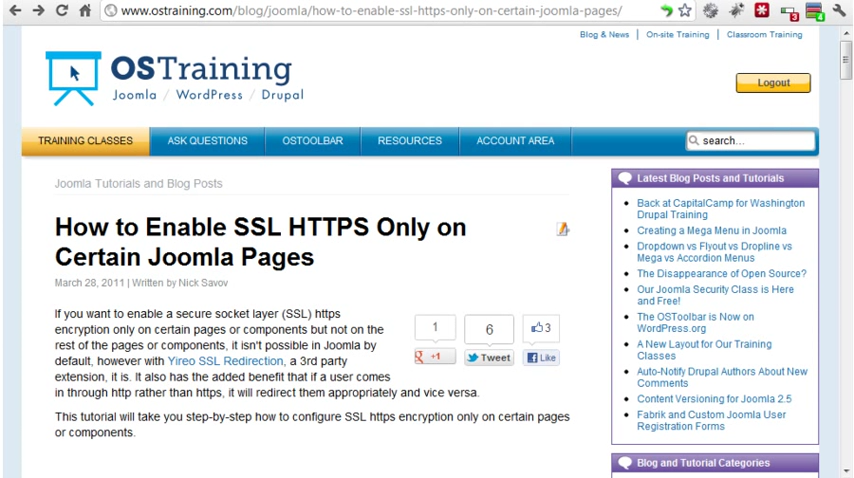 www.ostraining.com/blog/joomla/how-to-enable-ssl-https-only-on-certain-joomla-pages/
3
4
Blog & News | On-site Training | Classroom Training
OSTraining
Joomla / WordPress / Drupal
Logout
TRAINING CLASSES
ASK QUESTIONS
OSTOOLBAR
RESOURCES
ACCOUNT AREA
search...
Joomla Tutorials and Blog Posts
How to Enable SSL HTTPS Only on
Certain Joomla Pages
March 28, 2011 | Written by Nick Savov
If you want to enable a secure socket layer (SSL) https
encryption only on certain pages or components but not on the
rest of the pages or components, it isn't possible in Joomla by
default, however with Yireo SSL Redirection, a 3rd party
extension, it is. It also has the added benefit that if a user comes
in through http rather than https, it will redirect them appropriately and vice versa.
1
6
3
g +1
Tweet
Like
This tutorial will take you step-by-step how to configure SSL https encryption only on certain pages
or components.
Latest Blog Posts and Tutorials
Back at CapitalCamp for Washington
Drupal Training
Creating a Mega Menu in Joomla
Dropdown vs Flyout vs Dropline vs
Mega vs Accordion Menus
The Disappearance of Open Source?
Our Joomla Security Class is Here
and Free!
The OSToolbar is Now on
WordPress.org
A New Layout for Our Training
Classes
Auto-Notify Drupal Authors About New
Comments
Content Versioning for Joomla 2.5
Fabrik and Custom Joomla User
Registration Forms
Blog and Tutorial Categories